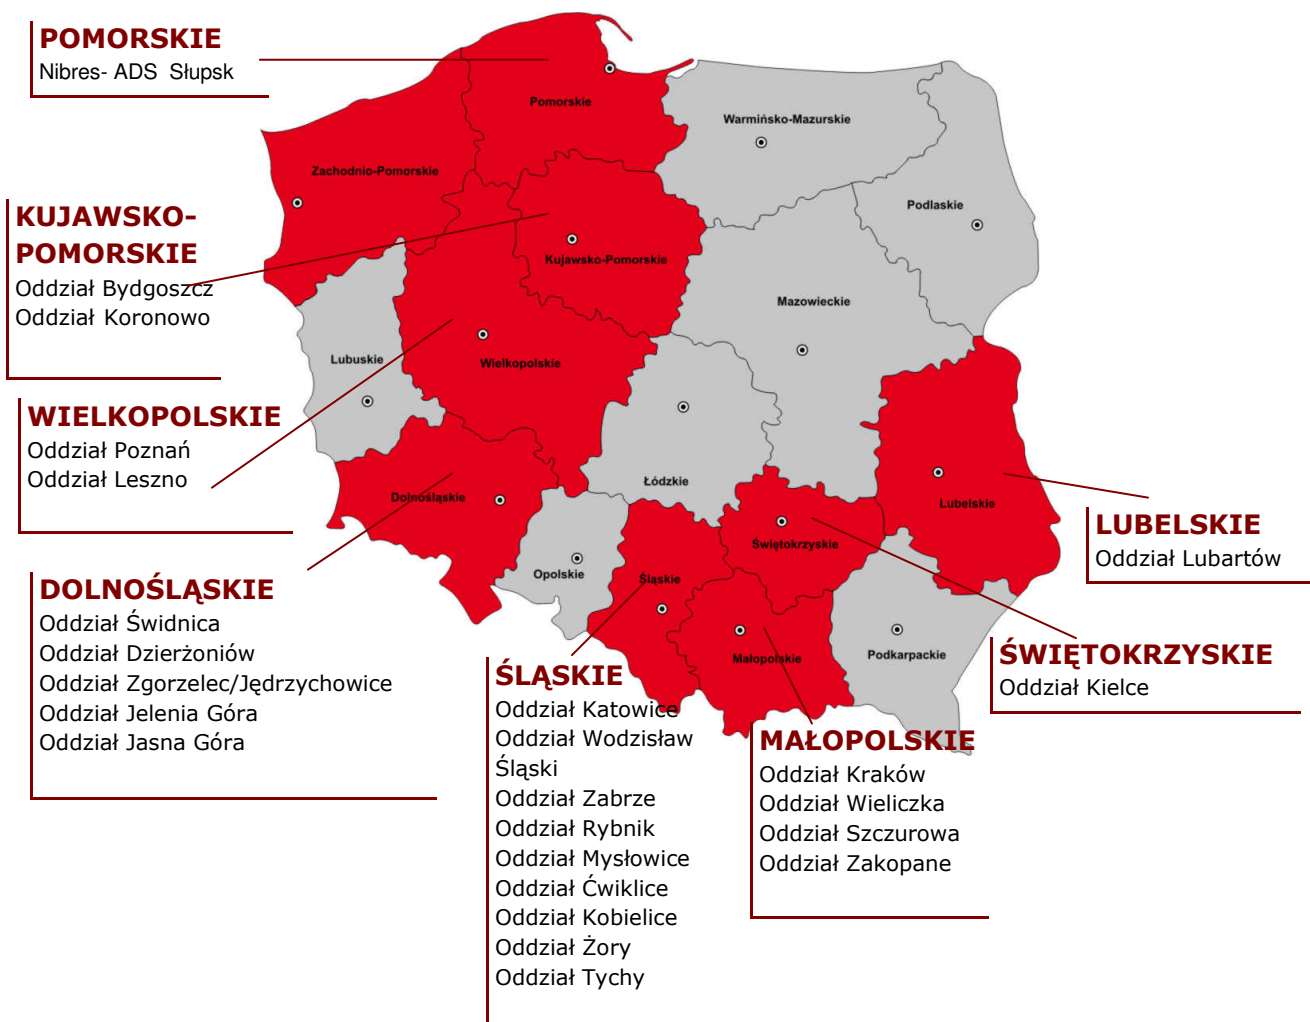 POMORSKIE
Nibres- ADS Słupsk
KUJAWSKO-
POMORSKIE
Oddział Bydgoszcz
Oddział Koronowo
WIELKOPOLSKIE
Oddział Poznań
Oddział Leszno
DOLNOŚLĄSKIE
Oddział Świdnica
Oddział Dzierżoniów
Oddział Zgorzelec/Jędrzychowice
Oddział Jelenia Góra
Oddział Jasna Góra
ŚLĄSKIE
Oddział Katowice
Oddział Wodzisław
Śląski
Oddział Zabrze
Oddział Rybnik
Oddział Mysłowice
Oddział Ćwiklice
Oddział Kobielice
Oddział Żory
Oddział Tychy
MAŁOPOLSKIE
Oddział Kraków
Oddział Wieliczka
Oddział Szczurowa
Oddział Zakopane
ŚWIĘTOKRZYSKIE
Oddział Kielce
LUBELSKIE
Oddział Lubartów
Pomorskie
Warmińsko-Mazurskie
Zachodnio-Pomorskie
Podlaskie
Kujawsko-Pomorskie
Mazowieckie
Lubuskie
Wielkopolskie
Łódzkie
Dolnośląskie
Lubelskie
Świętokrzyskie
Opolskie
Śląskie
Małopolskie
Podkarpackie